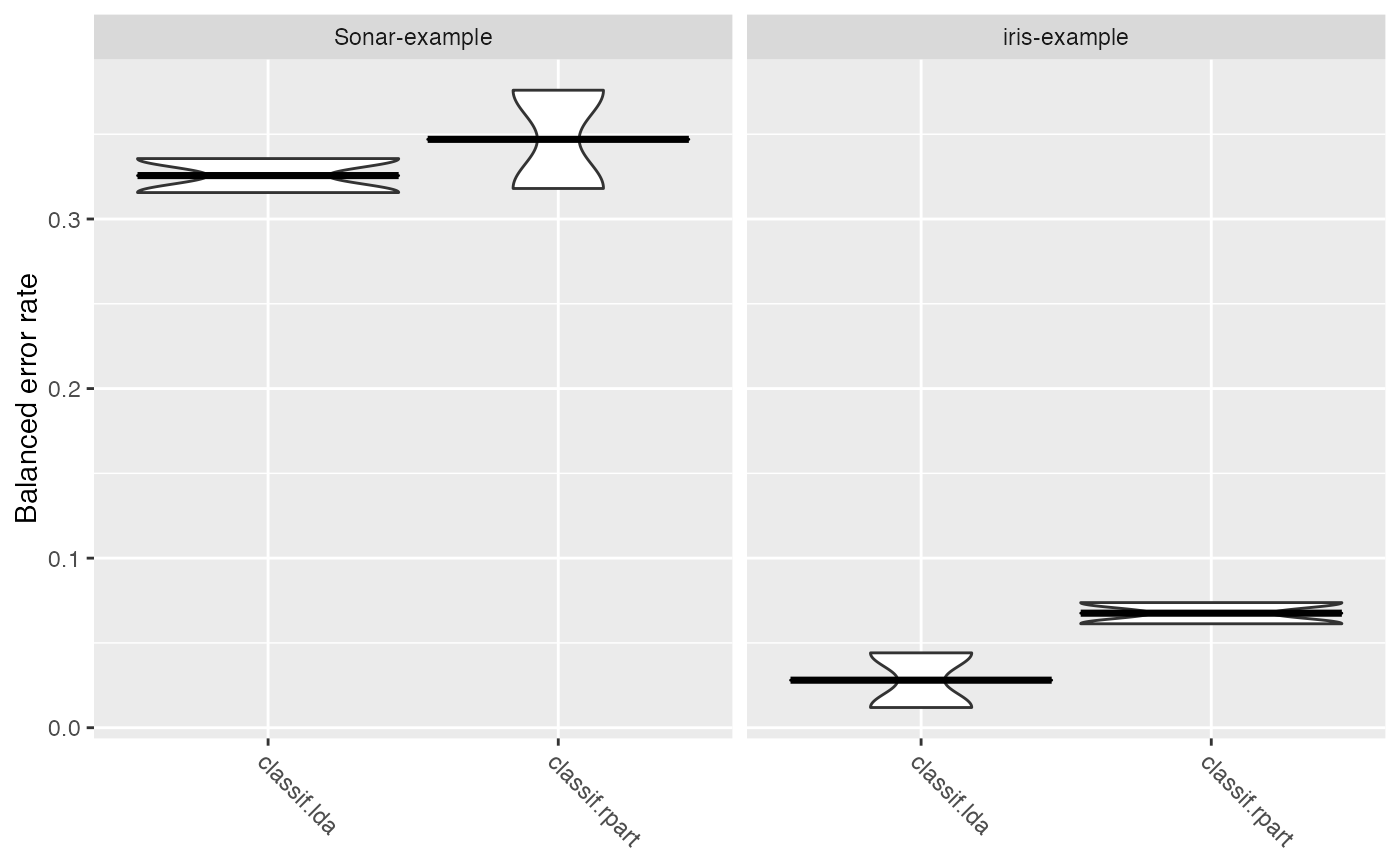 Sonar-example
iris-example
Balanced error rate
0.3
0.2
0.1
0.0
classif.lda
classif.rpart
classif.lda
classif.rpart